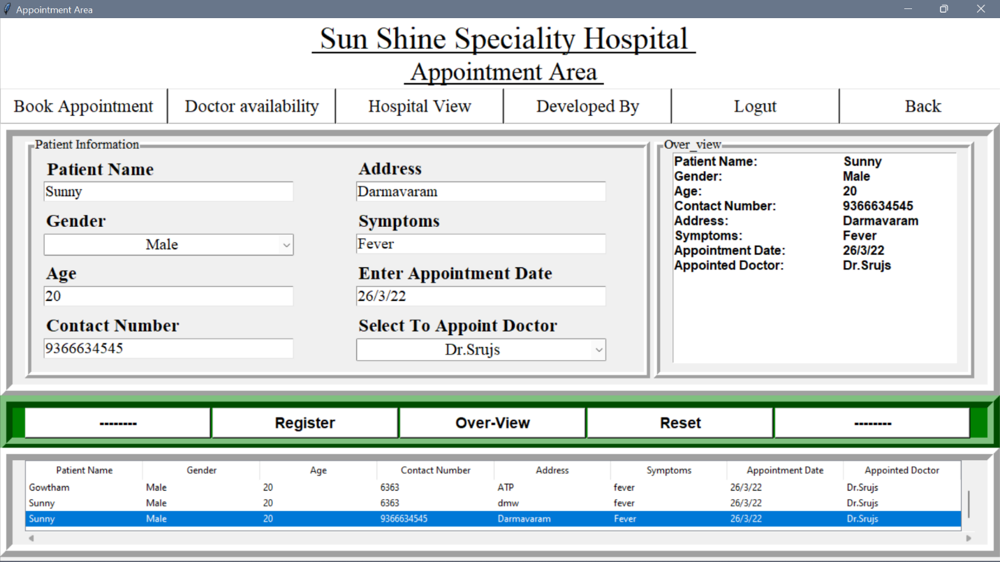 Appointment Area
Sun Shine Speciality Hospital
Appointment Area
Book Appointment Doctor availability Hospital View Developed By Logut Back
Patient Information
Patient Name
Sunny
Gender
Male
Age
20
Contact Number
9366634545
Address
Darmavaram
Symptoms
Fever
Enter Appointment Date
26/3/22
Select To Appoint Doctor
Dr.Srujs
Over_view
Patient Name: Sunny
Gender: Male
Age: 20
Contact Number: 9366634545
Address: Darmavaram
Symptoms: Fever
Appointment Date: 26/3/22
Appointed Doctor: Dr.Srujs
-------- Register Over-View Reset --------
Patient Name Gender Age Contact Number Address Symptoms Appointment Date Appointed Doctor
Gowtham Male 20 6363 ATP fever 26/3/22 Dr.Srujs
Sunny Male 20 6363 dmw fever 26/3/22 Dr.Srujs
Sunny Male 20 9366634545 Darmavaram Fever 26/3/22 Dr.Srujs